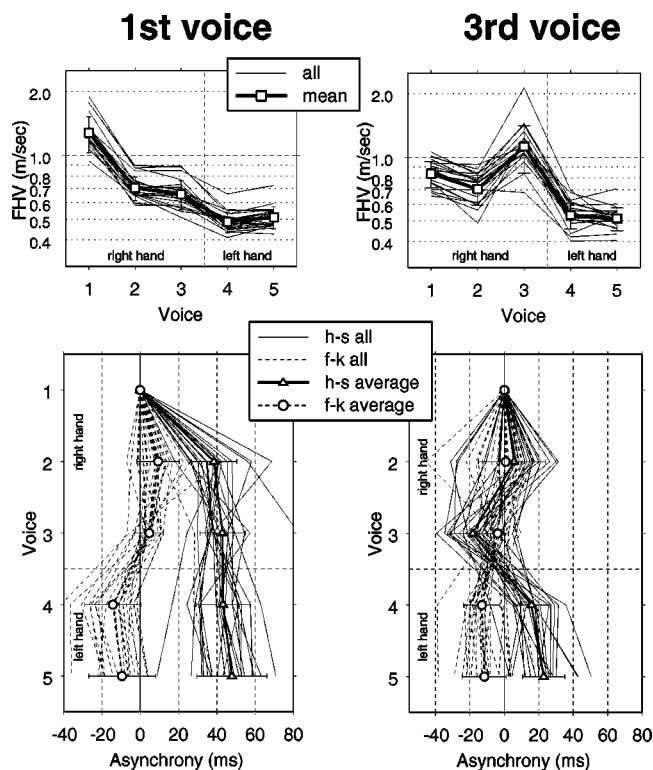 1st voice 3rd voice
all
mean
FHV (m/sec)
2.0
1.0
0.8
0.7
0.6
0.5
0.4
right hand left hand
1 2 3 4 5
Voice
FHV (m/sec)
2.0
1.0
0.8
0.7
0.6
0.5
0.4
right hand left hand
1 2 3 4 5
Voice
h-s all
f-k all
h-s average
f-k average
Voice
1
2
3
4
5
right hand
left hand
-40 -20 0 20 40 60 80
Asynchrony (ms)
Voice
1
2
3
4
5
right hand
left hand
-40 -20 0 20 40 60 80
Asynchrony (ms)